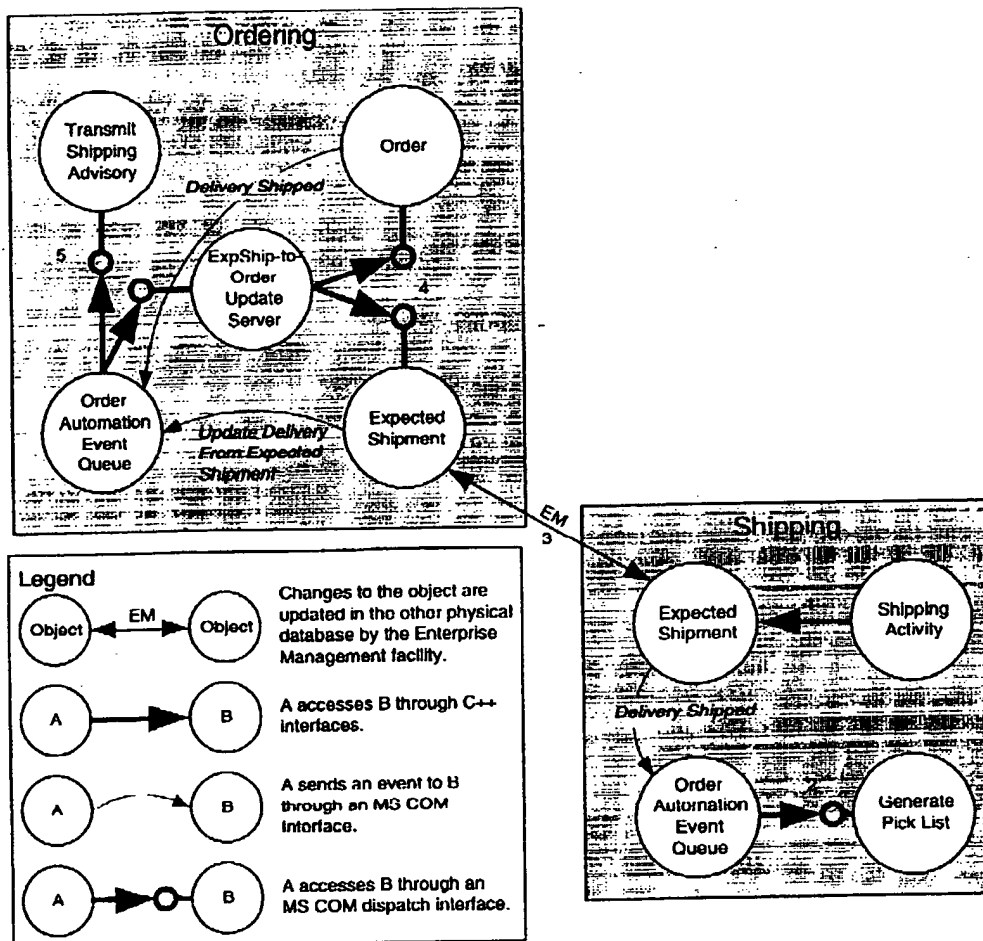 Ordering
Transmit
Shipping
Advisory
Order
Delivery Shipped
5
ExpShip-to-
Order
Update
Server
4
Order
Automation
Event
Queue
Update Delivery
From Expected
Shipment
Expected
Shipment
EM
3
Shipping
Expected
Shipment
1
Shipping
Activity
Delivery Shipped
Order
Automation
Event
Queue
2
Generate
Pick List
Legend
Object
EM
Object
Changes to the object are
updated in the other physical
database by the Enterprise
Management facility.
A
B
A accesses B through C++
interfaces.
A
B
A sends an event to B
through an MS COM
interface.
A
B
A accesses B through an
MS COM dispatch interface.